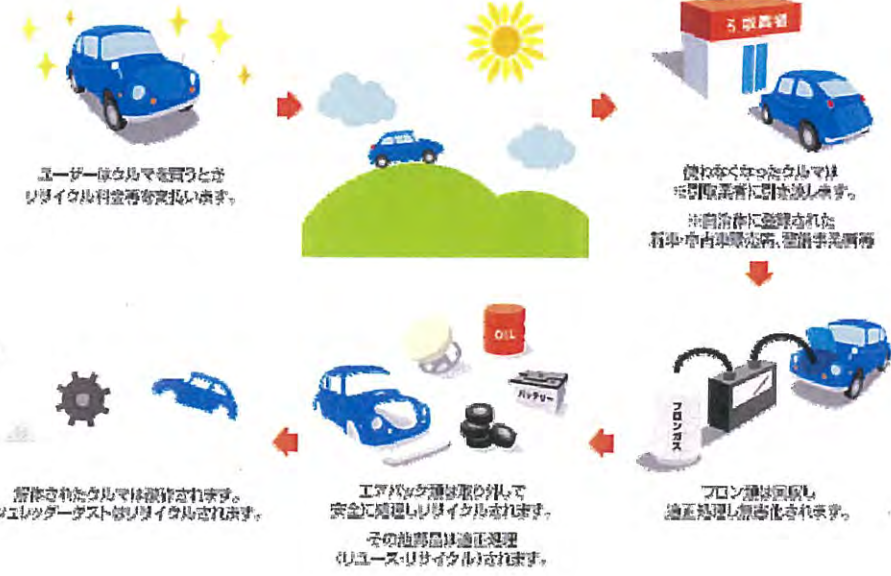 ユーザーはクルマを買うとき
リサイクル料金等を支払います。
引取業者
使わなくなったクルマは
※引取業者に引き渡します。
※自治体に登録された
新車・中古車販売店、整備事業所等
フロンガス
フロン類は回収し
適正処理し無害化されます。
OIL
バッテリー
エアバッグ類は取り外して
安全に処理しリサイクルされます。
その他部品は適正処理
(リユース・リサイクル)されます。
解体されたクルマは破砕されます。
シュレッダーダストはリサイクルされます。